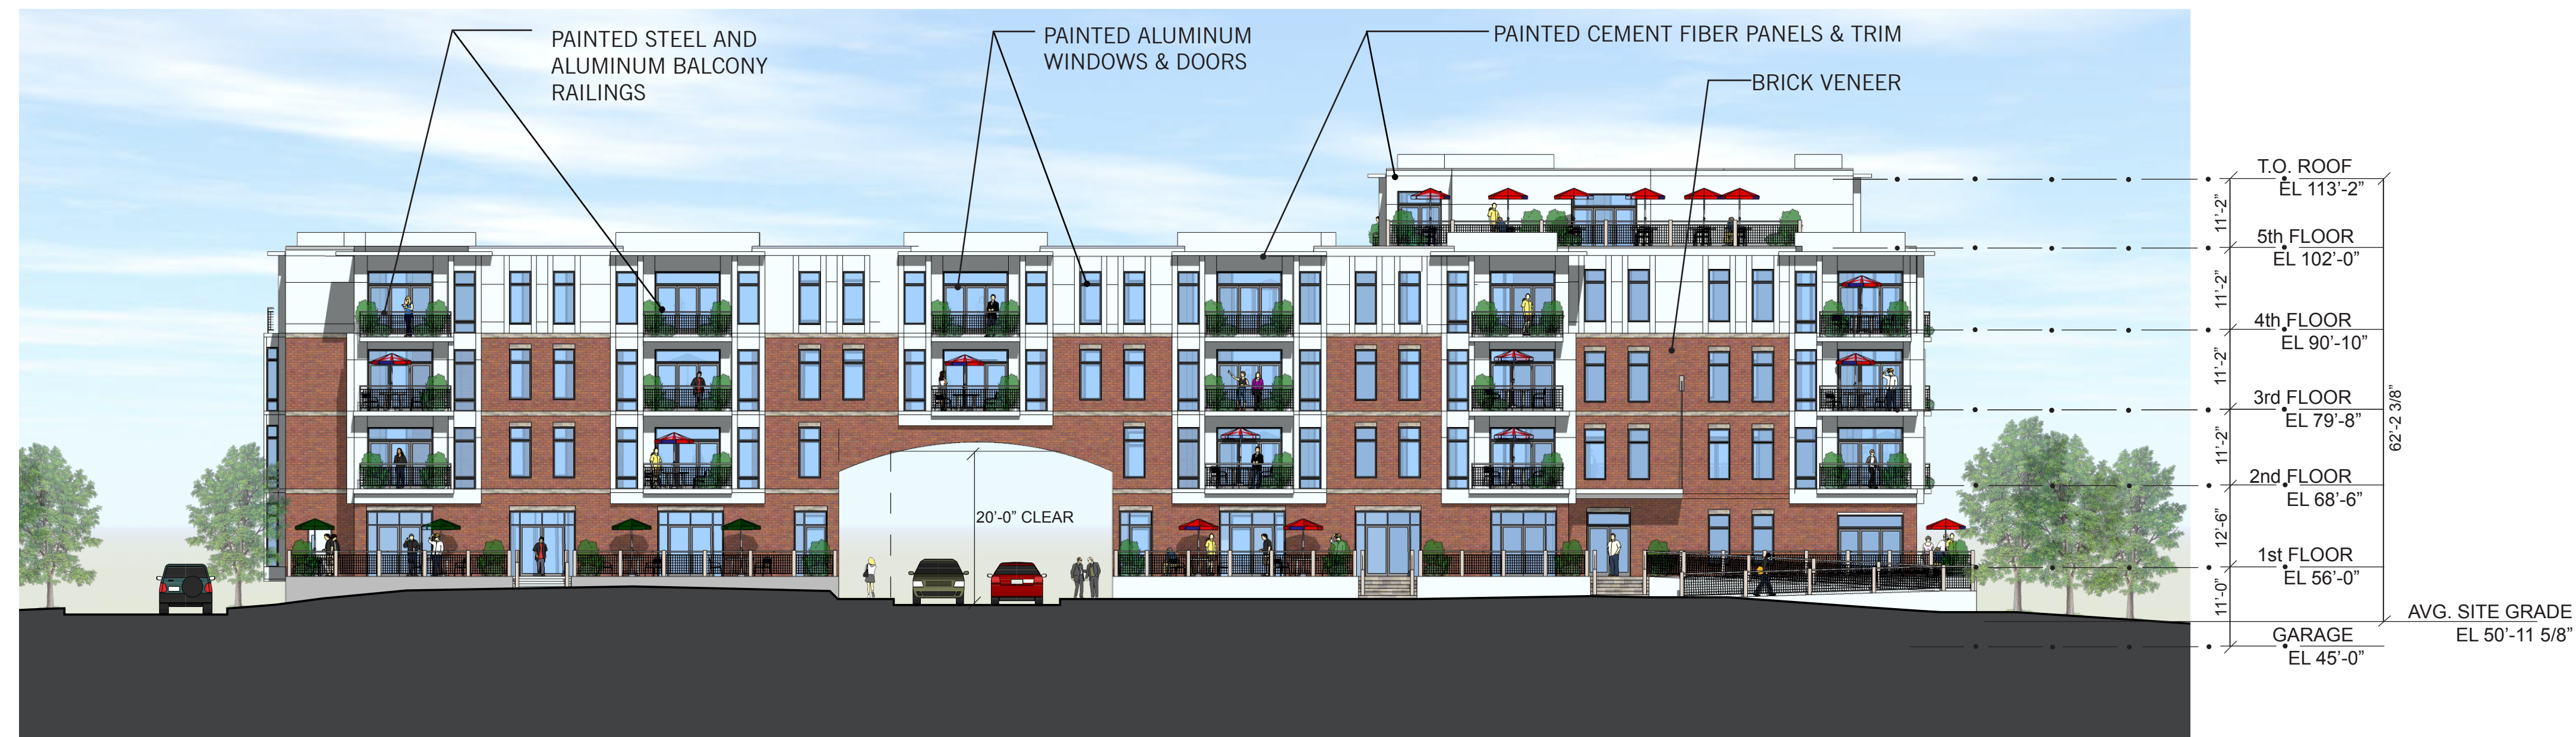 PAINTED STEEL AND
ALUMINUM BALCONY
RAILINGS
PAINTED ALUMINUM
WINDOWS & DOORS
PAINTED CEMENT FIBER PANELS & TRIM
BRICK VENEER
20’-0” CLEAR
T.O. ROOF
EL 113’-2”
11’-2”
5th FLOOR
EL 102’-0”
11’-2”
4th FLOOR
EL 90’-10”
11’-2”
3rd FLOOR
EL 79’-8”
11’-2”
2nd FLOOR
EL 68’-6”
12’-6”
1st FLOOR
EL 56’-0”
11’-0”
GARAGE
EL 45’-0”
62’-2 3/8”
AVG. SITE GRADE
EL 50’-11 5/8”